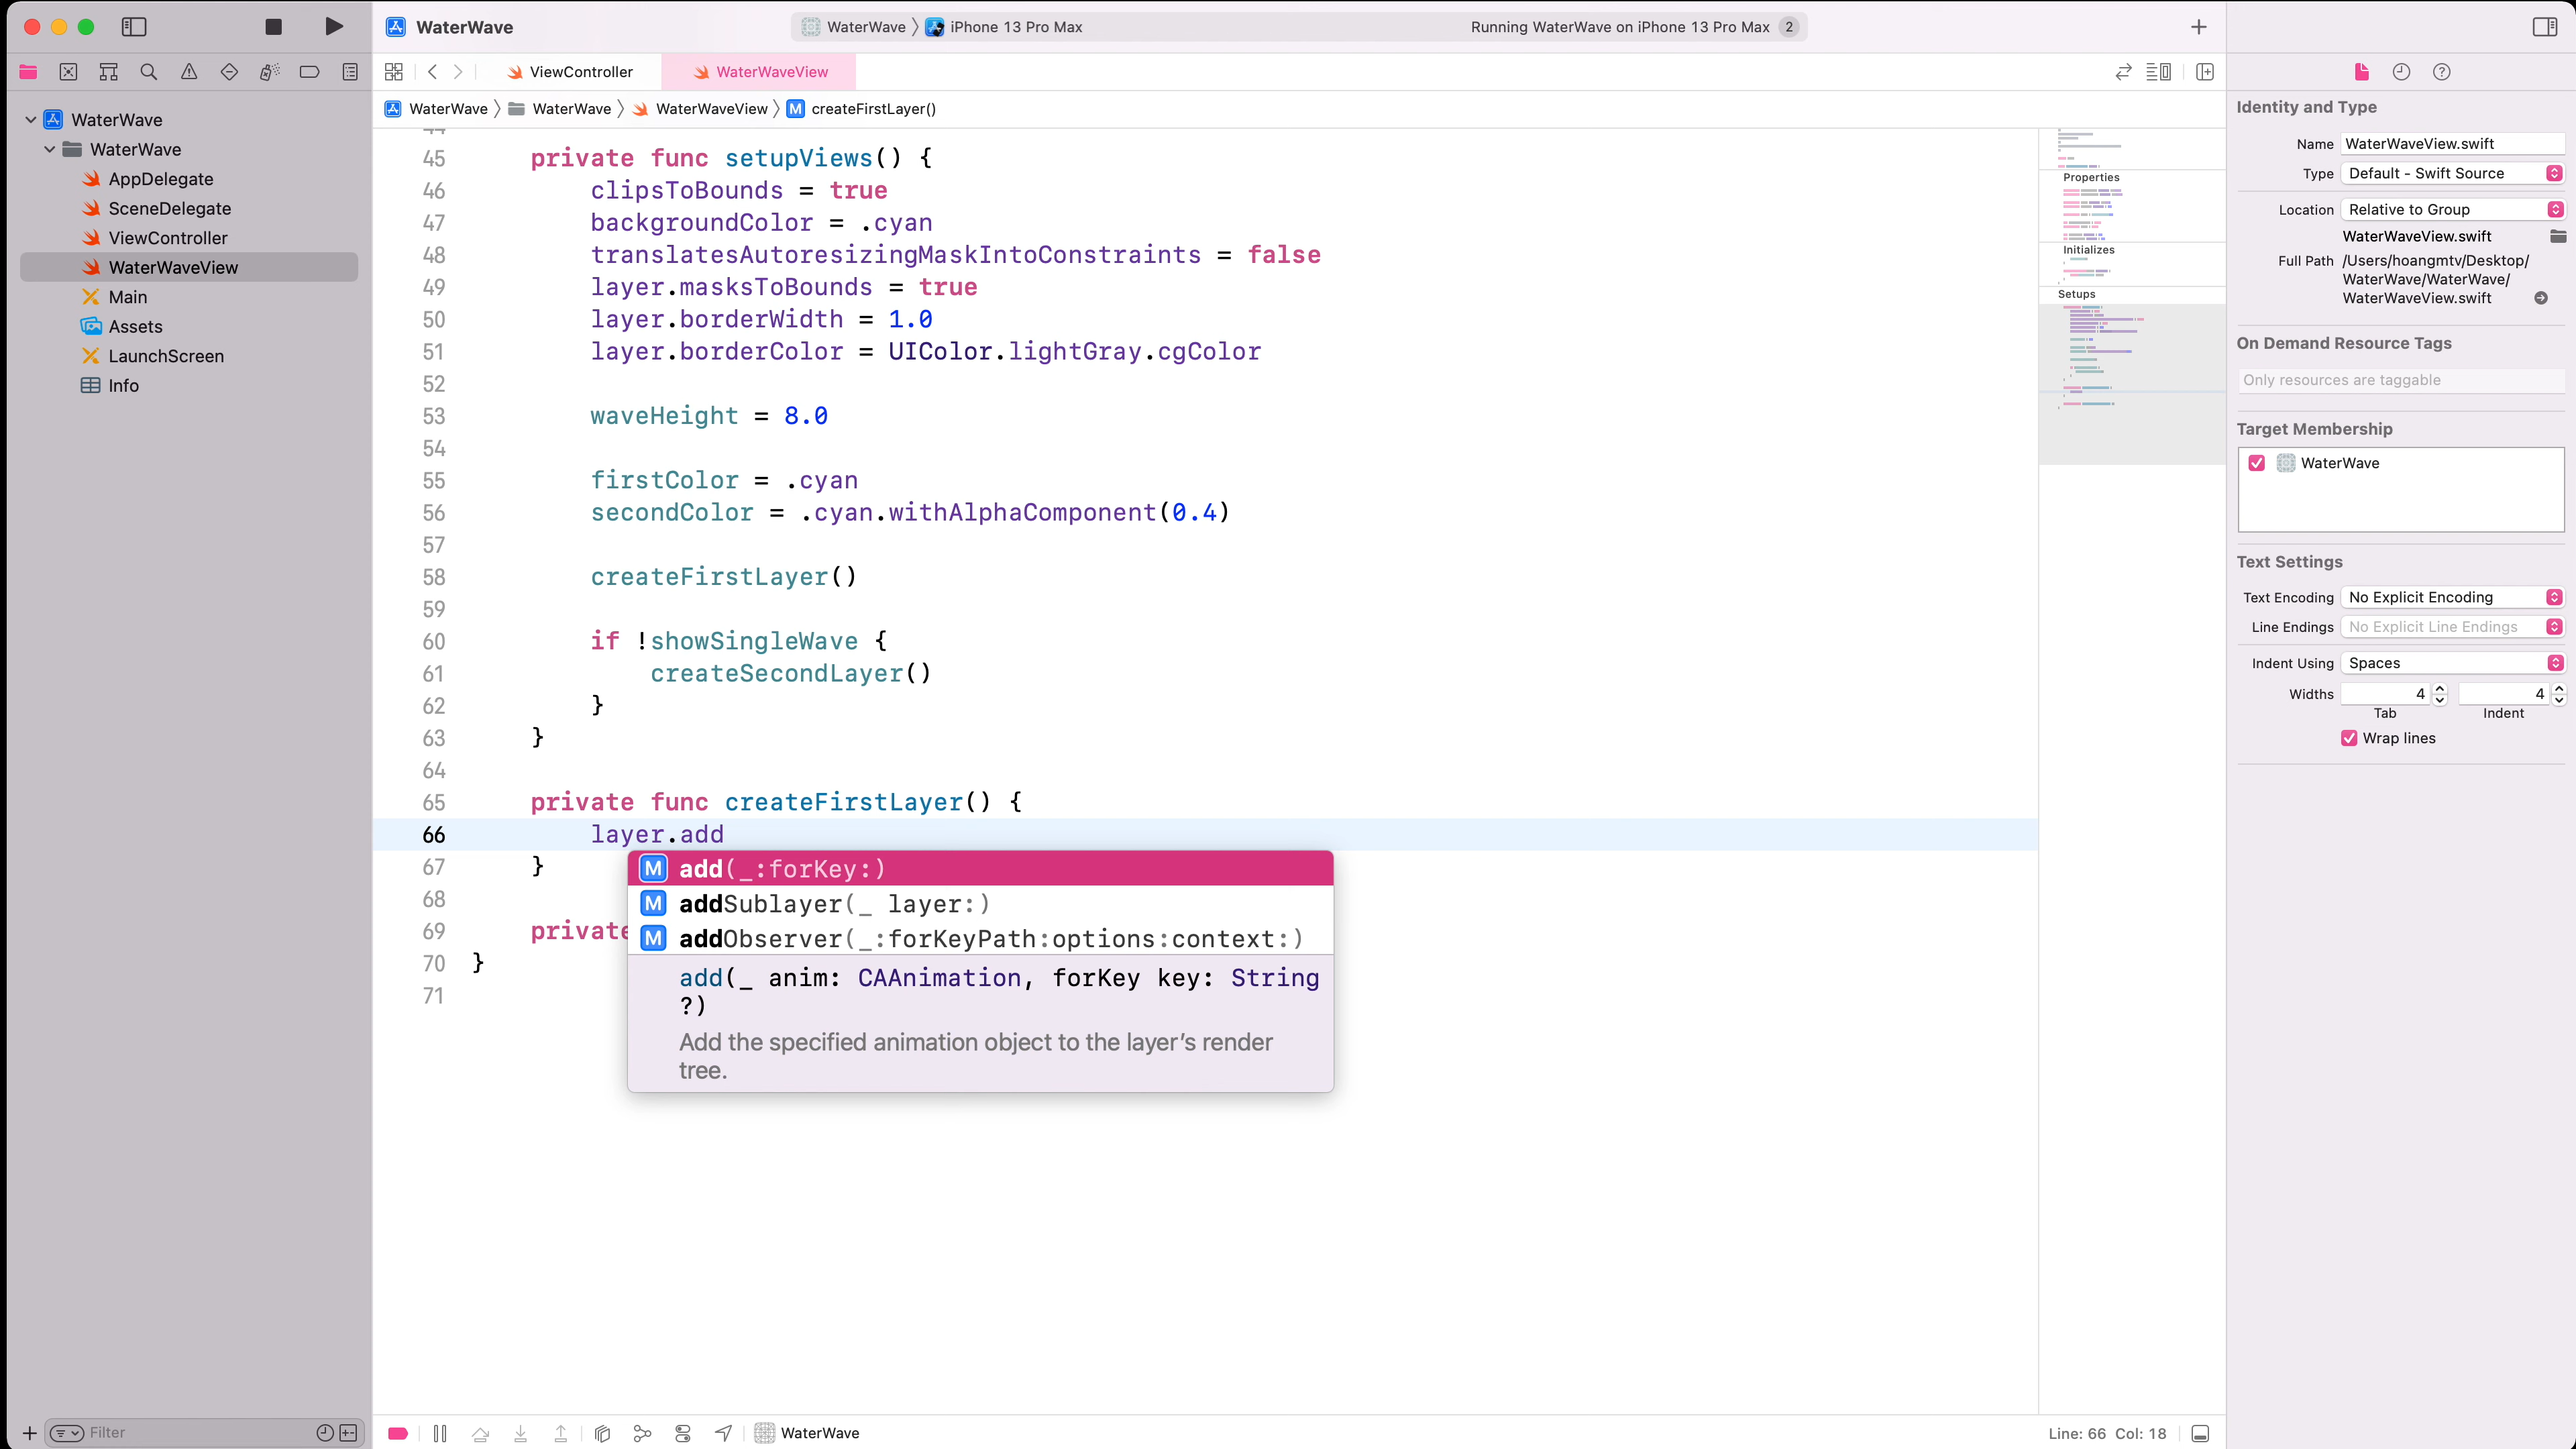 WaterWave
WaterWave
iPhone 13 Pro Max
Running WaterWave on iPhone 13 Pro Max
2
ViewController
WaterWaveView
WaterWave
WaterWave
WaterWaveView
M
createFirstLayer()
WaterWave
WaterWave
AppDelegate
SceneDelegate
ViewController
WaterWaveView
Main
Assets
LaunchScreen
Info
Filter
44
45 private func setupViews() {
46 clipsToBounds = true
47 backgroundColor = .cyan
48 translatesAutoresizingMaskIntoConstraints = false
49 layer.masksToBounds = true
50 layer.borderWidth = 1.0
51 layer.borderColor = UIColor.lightGray.cgColor
52
53 waveHeight = 8.0
54
55 firstColor = .cyan
56 secondColor = .cyan.withAlphaComponent(0.4)
57
58 createFirstLayer()
59
60 if !showSingleWave {
61 createSecondLayer()
62 }
63 }
64
65 private func createFirstLayer() {
66 layer.add
67 }
68
69 private
70 }
71
M add(_:forKey:)
M addSublayer(_ layer:)
M addObserver(_:forKeyPath:options:context:)
add(_ anim: CAAnimation, forKey key: String
?)
Add the specified animation object to the layer's render
tree.
Properties
Initializes
Setups
Identity and Type
Name WaterWaveView.swift
Type Default - Swift Source
Location Relative to Group
WaterWaveView.swift
Full Path /Users/hoangmtv/Desktop/
WaterWave/WaterWave/
WaterWaveView.swift
On Demand Resource Tags
Only resources are taggable
Target Membership
WaterWave
Text Settings
Text Encoding No Explicit Encoding
Line Endings No Explicit Line Endings
Indent Using Spaces
Widths 4 4
Tab Indent
Wrap lines
WaterWave
Line: 66 Col: 18